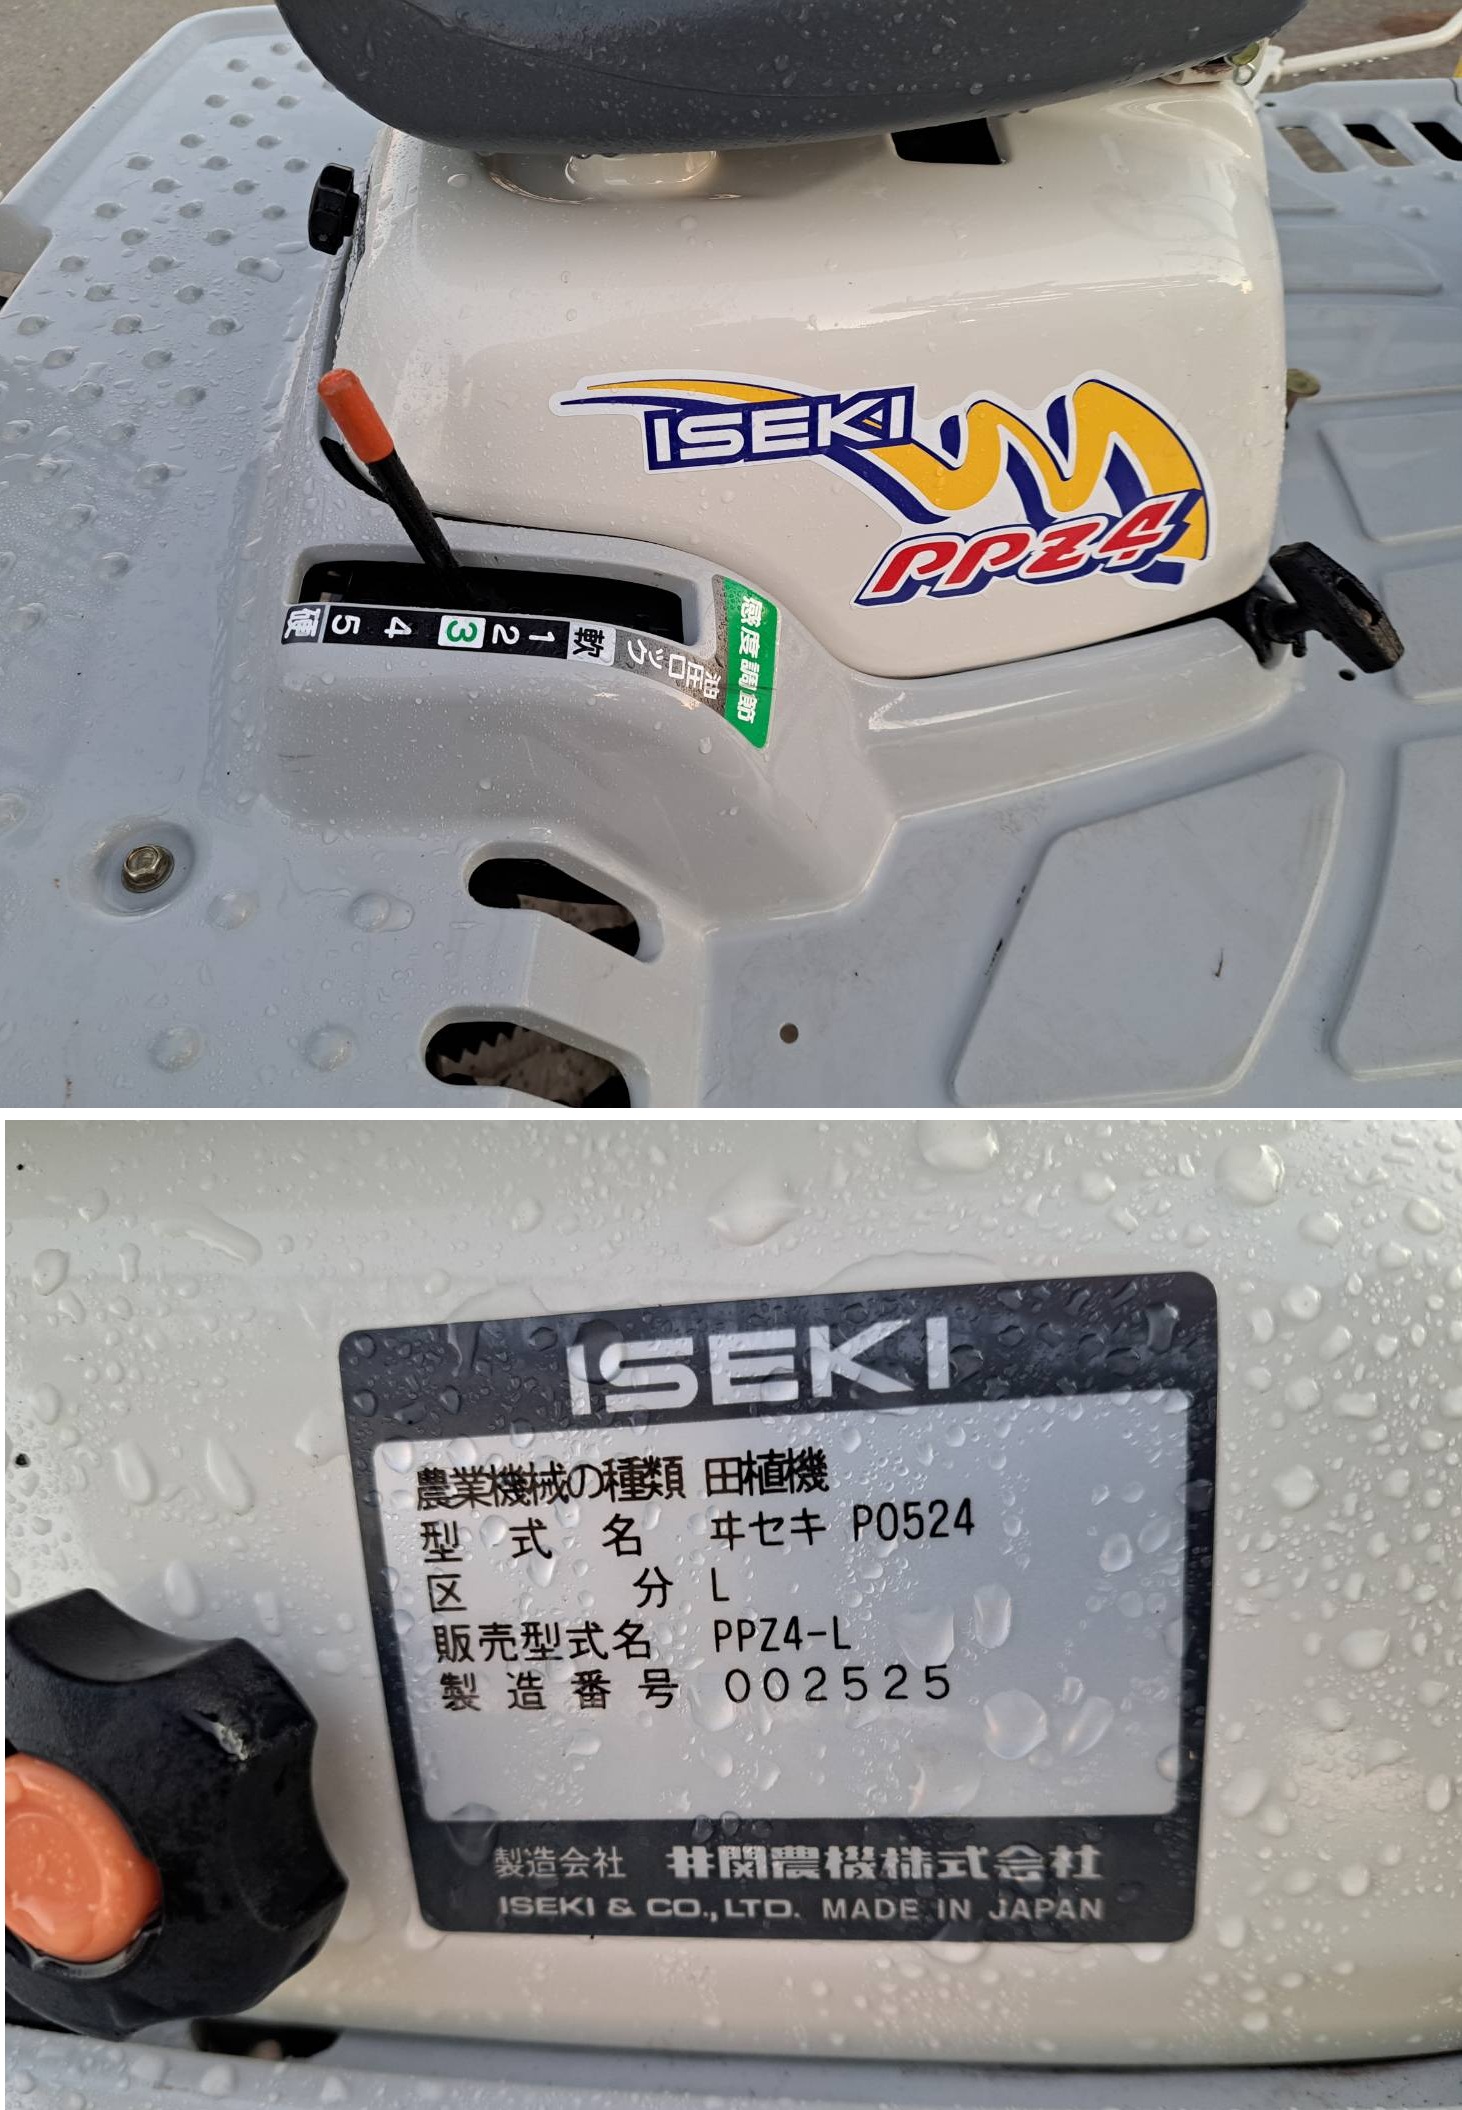 ISEKI
PPZ4
感度調節
油圧ロック
軟 1 2 3 4 5 硬
ISEKI
農業機械の種類 田植機
型式名 ヰセキ P0524
区分 L
販売型式名 PPZ4-L
製造番号 002525
製造会社 井関農機株式会社
ISEKI & CO.,LTD. MADE IN JAPAN